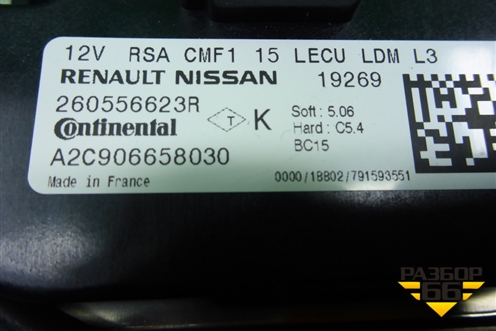 12V RSA CMF1 15 LECU LDM L3
RENAULT NISSAN 19269
260556623R
Continental T K
Soft : 5.06
Hard : C5.4
BC15
A2C906658030
Made in France
0000/18802/791593551
РАЗБОР
66